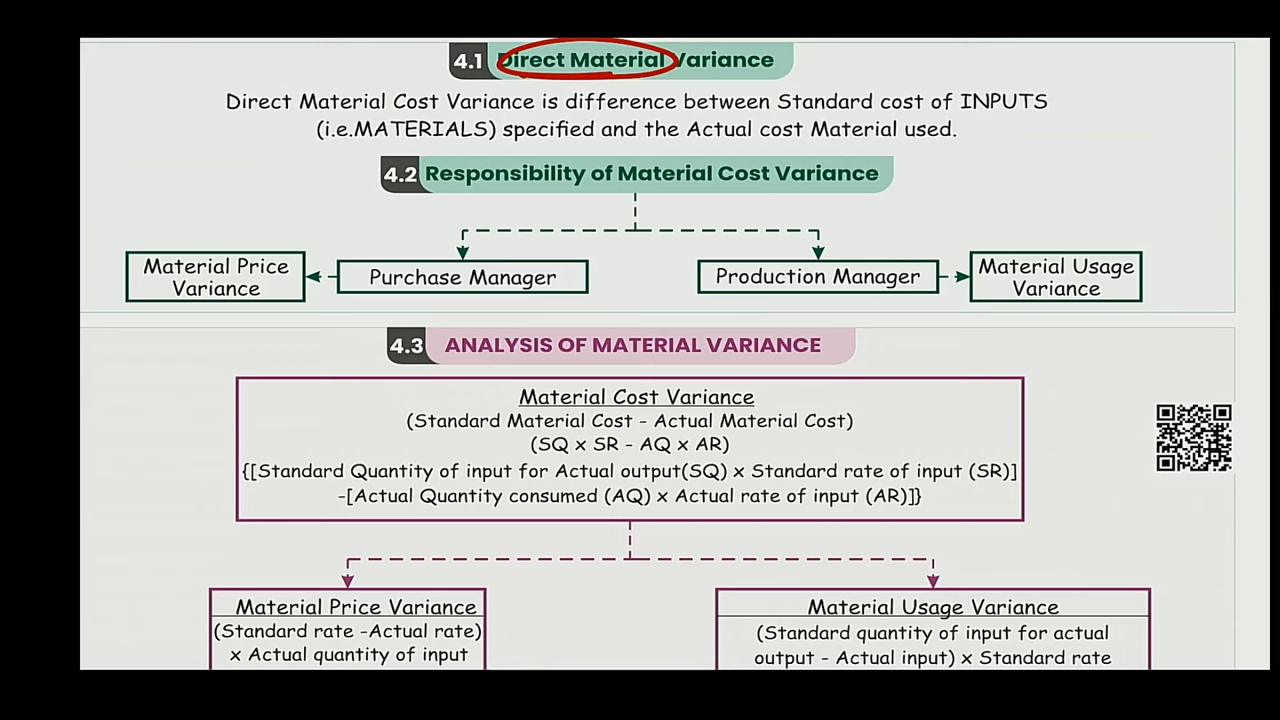 4.1 Direct Material Variance
Direct Material Cost Variance is difference between Standard cost of INPUTS
(i.e.MATERIALS) specified and the Actual cost Material used.
4.2 Responsibility of Material Cost Variance
Material Price
Variance
Purchase Manager
Production Manager
Material Usage
Variance
4.3 ANALYSIS OF MATERIAL VARIANCE
Material Cost Variance
(Standard Material Cost - Actual Material Cost)
(SQ x SR - AQ x AR)
{[Standard Quantity of input for Actual output(SQ) x Standard rate of input (SR)]
-[Actual Quantity consumed (AQ) x Actual rate of input (AR)]}
Material Price Variance
(Standard rate -Actual rate)
x Actual quantity of input
Material Usage Variance
(Standard quantity of input for actual
output - Actual input) x Standard rate